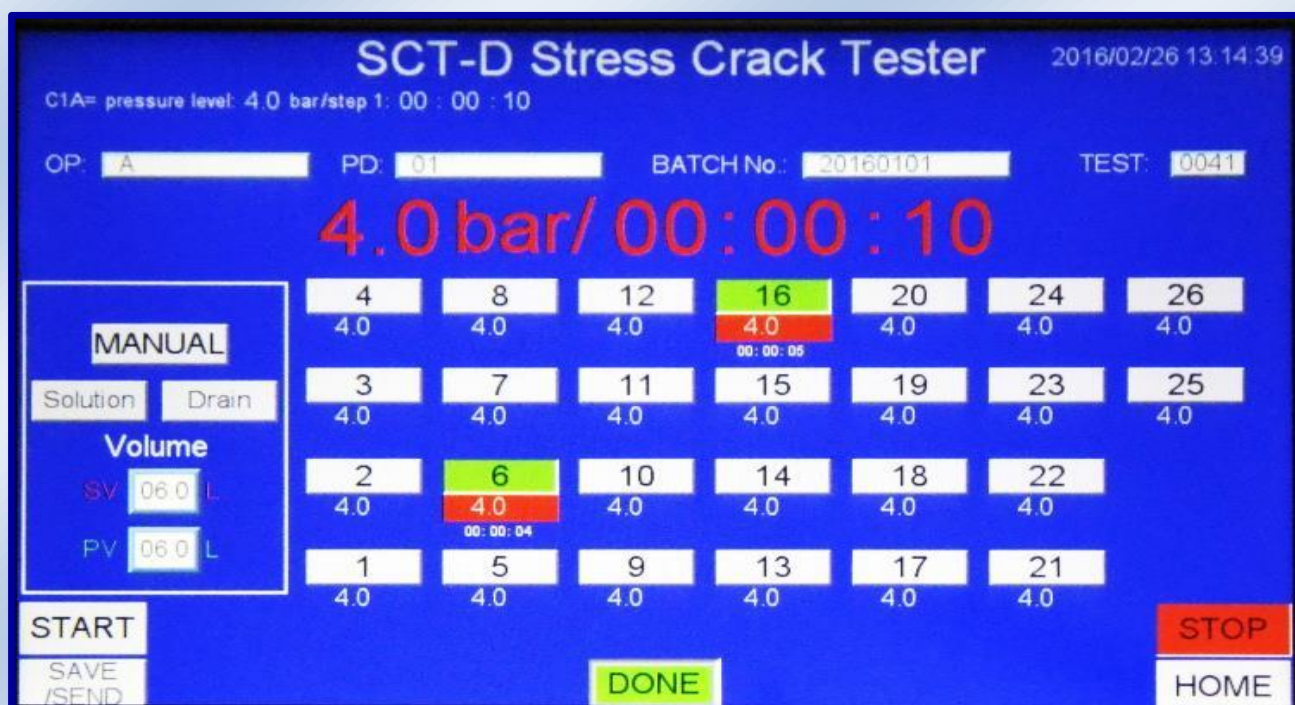 SCT-D Stress Crack Tester 2016/02/26 13:14:39
C1A= pressure level: 4.0 bar/step 1: 00 : 00 : 10
OP: A PD: 01 BATCH No.: 20160101 TEST: 0041
4.0 bar/ 00 : 00 : 10
4 8 12 16 20 24 26
4.0 4.0 4.0 4.0 4.0 4.0 4.0
00: 00: 05
MANUAL
3 7 11 15 19 23 25
4.0 4.0 4.0 4.0 4.0 4.0 4.0
Solution Drain
Volume
2 6 10 14 18 22
4.0 4.0 4.0 4.0 4.0 4.0
00: 00: 04
SV 06.0 L
PV 06.0 L
1 5 9 13 17 21
4.0 4.0 4.0 4.0 4.0 4.0
START STOP
SAVE
/SEND
DONE HOME